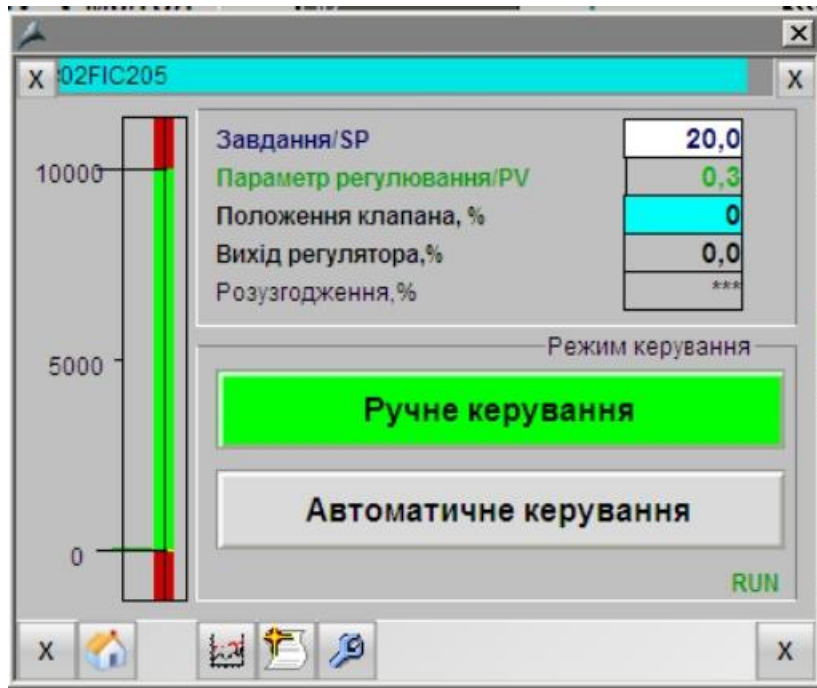 X 02FIC205 X
Завдання/SP 20,0
10000 Параметр регулювання/PV 0,3
Положення клапана, % 0
Вихід регулятора,% 0,0
Розузгодження,% ***
Режим керування
5000
Ручне керування
Автоматичне керування
0
RUN
X X